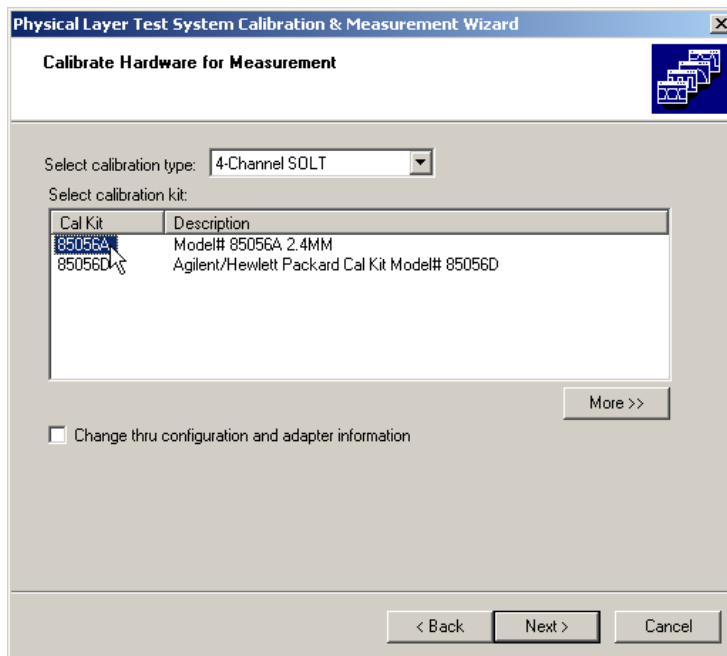 Physical Layer Test System Calibration & Measurement Wizard
Calibrate Hardware for Measurement
Select calibration type: 4-Channel SOLT
Select calibration kit:
Cal Kit Description
85056A Model# 85056A 2.4MM
85056D Agilent/Hewlett Packard Cal Kit Model# 85056D
More >>
Change thru configuration and adapter information
< Back Next > Cancel